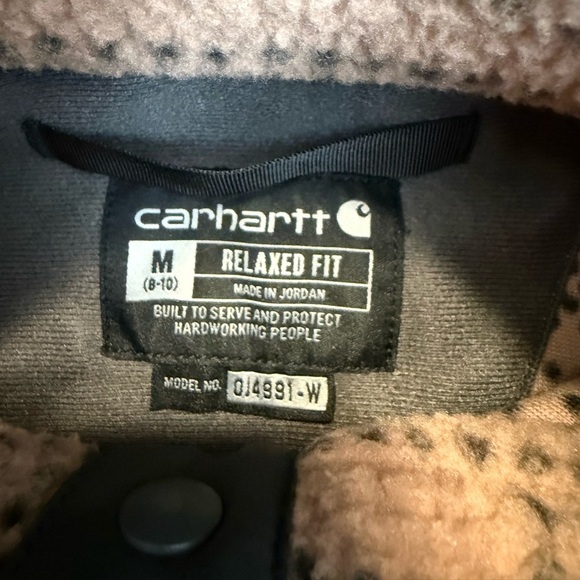 carhartt
M
(8-10)
RELAXED FIT
MADE IN JORDAN
BUILT TO SERVE AND PROTECT
HARDWORKING PEOPLE
MODEL NO. OJ4991-W